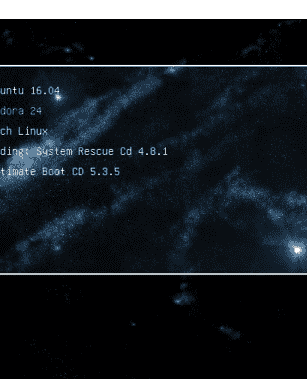 untu 16.04
dora 24
ch Linux
ding: System Rescue Cd 4.8.1
timate Boot CD 5.3.5